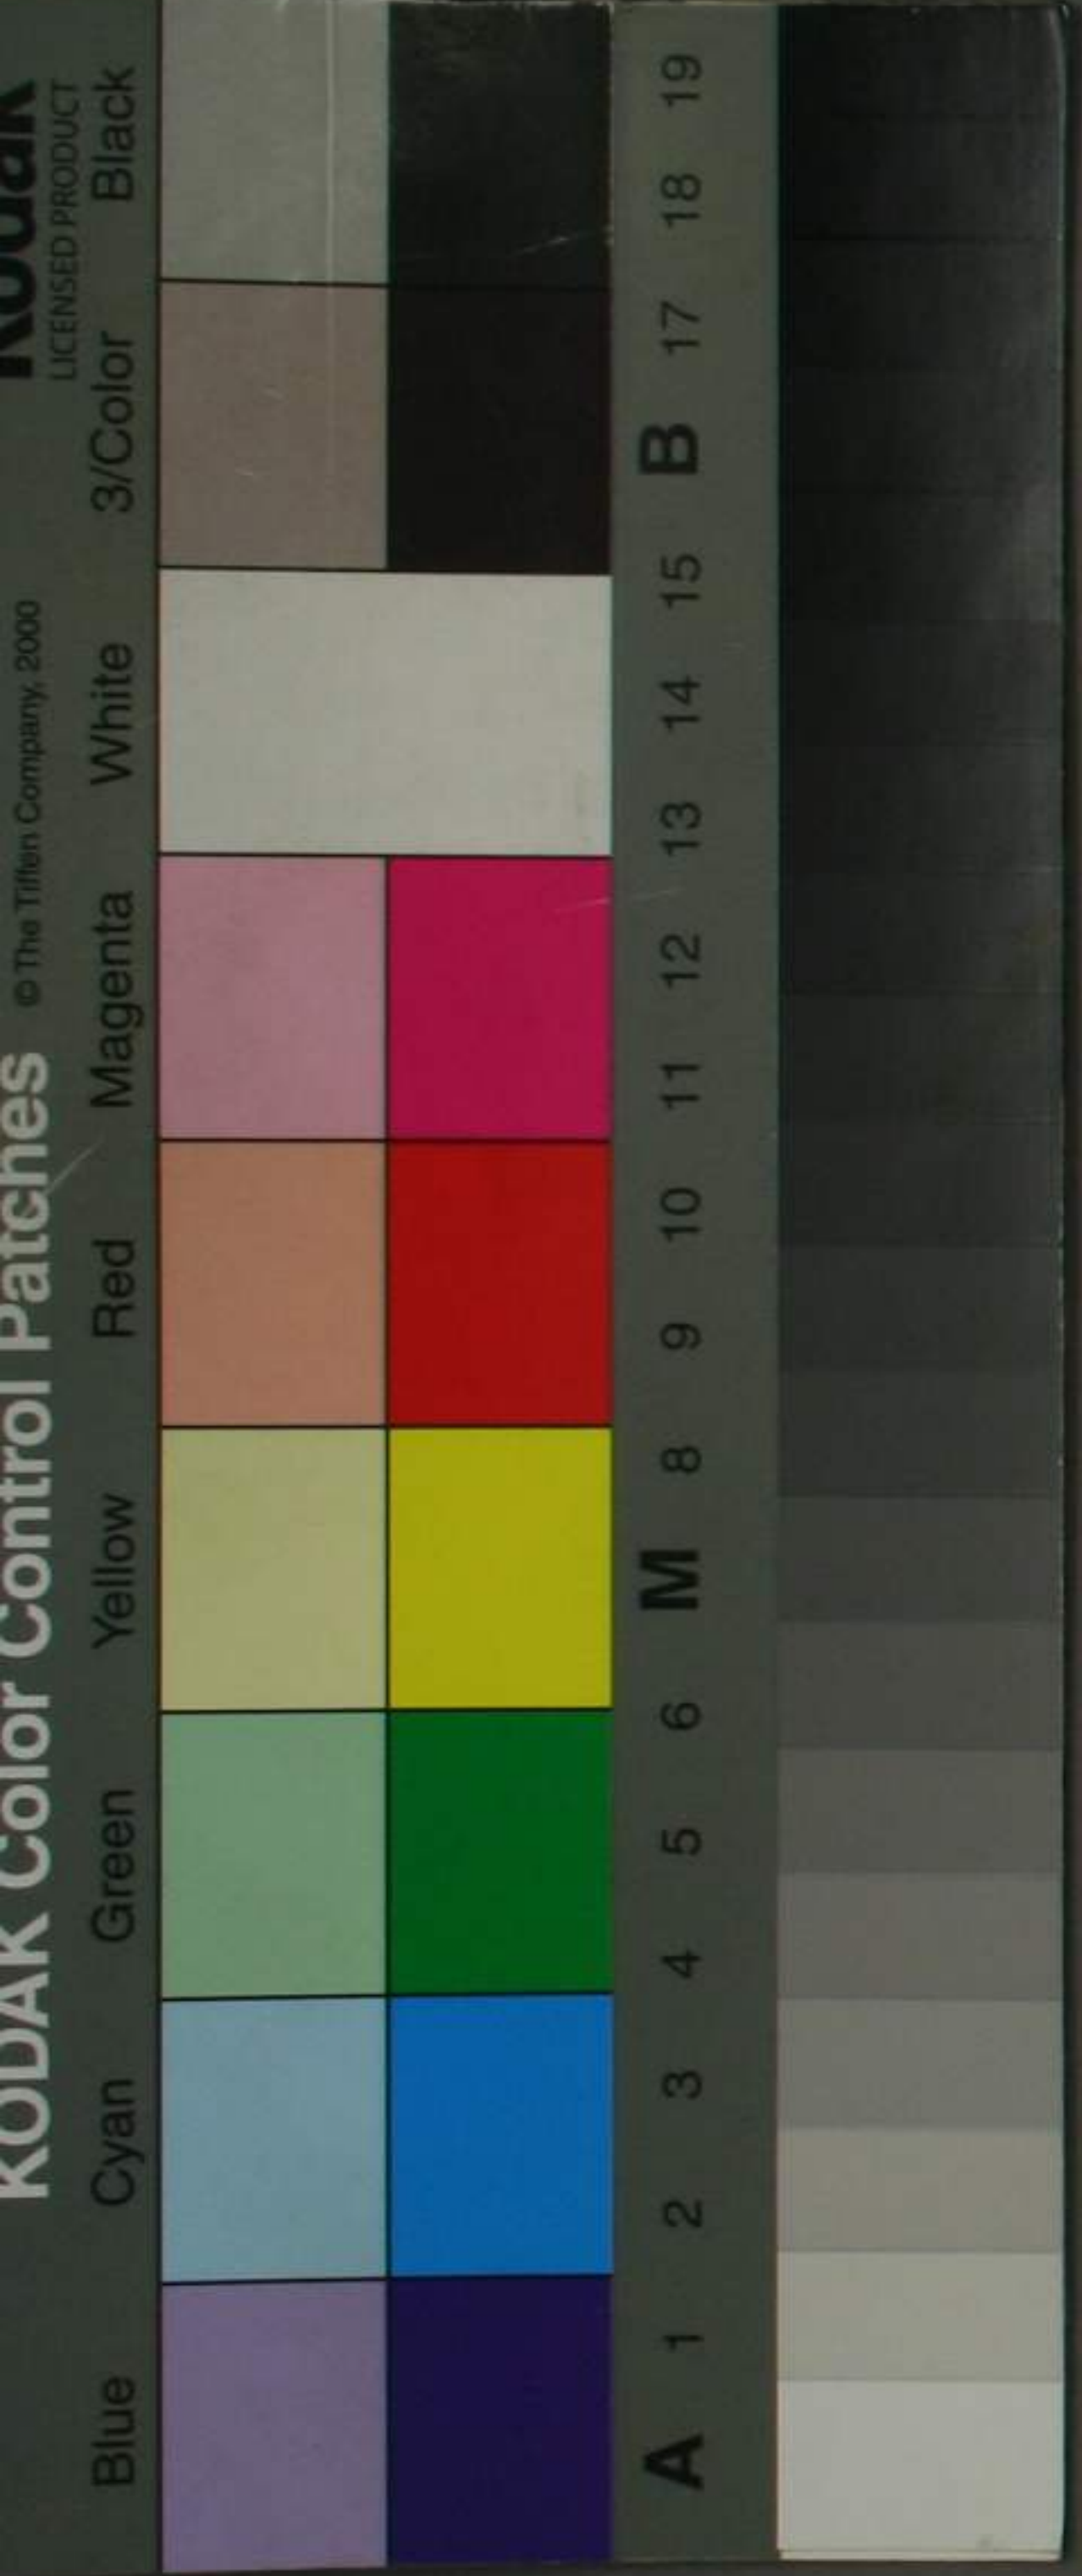 KODAK Color Control Patches © The Tiffen Company, 2000 Kodak
LICENSED PRODUCT
Blue Cyan Green Yellow Red Magenta White 3/Color Black
A 1 2 3 4 5 6 M 8 9 10 11 12 13 14 15 B 17 18 19